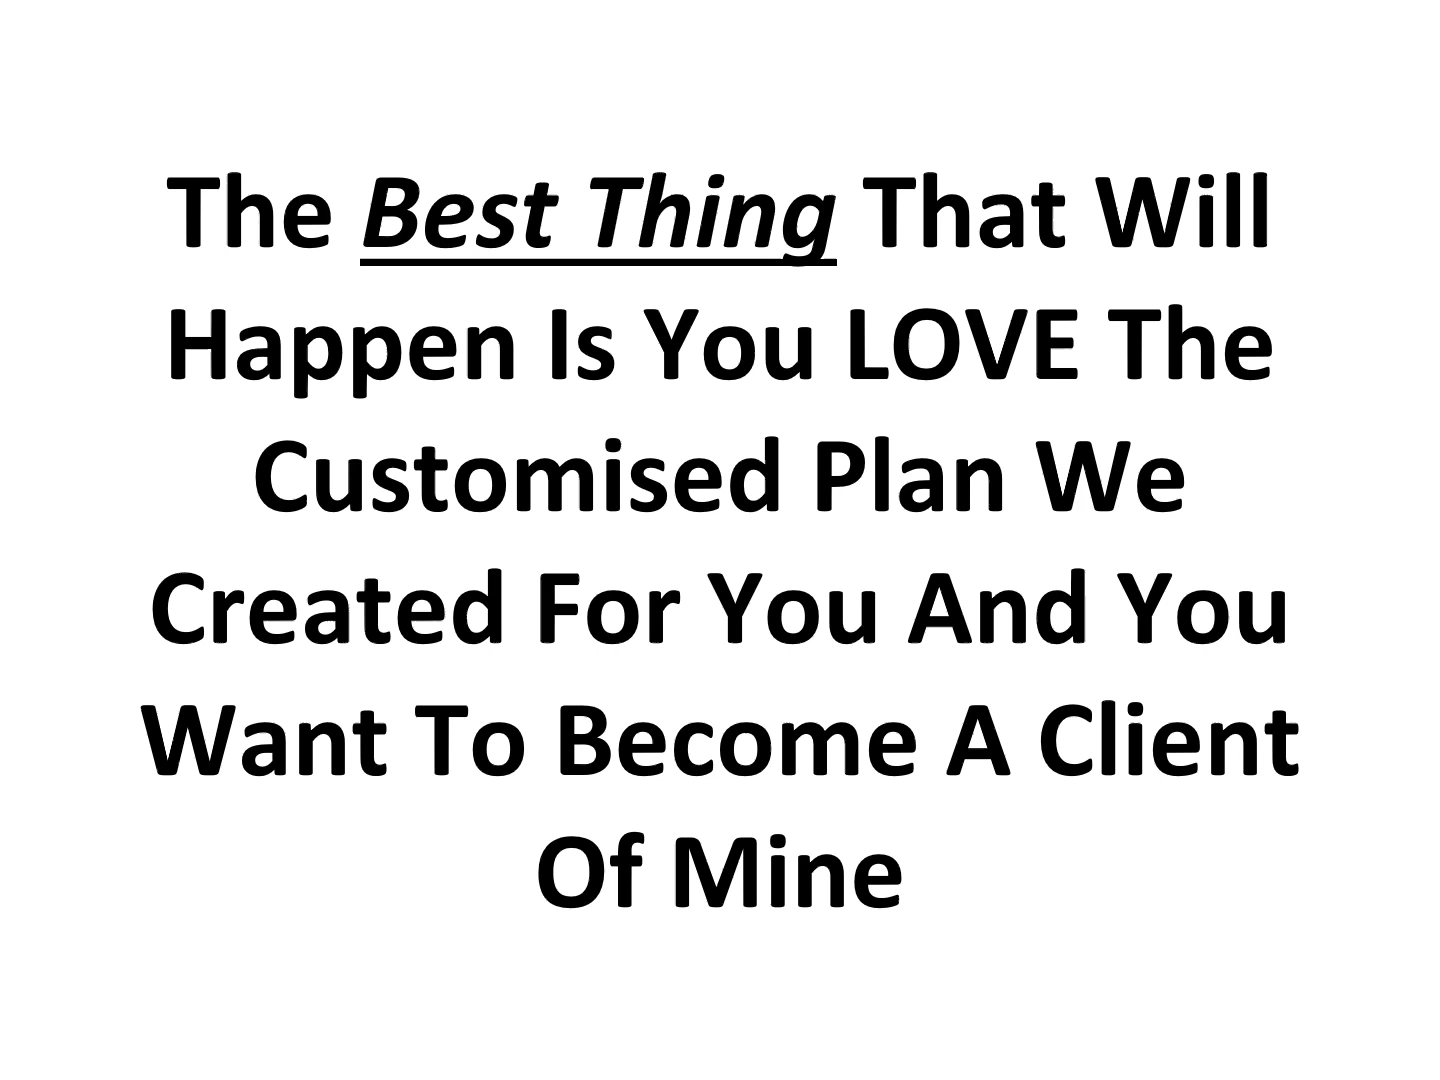 The Best Thing That Will
Happen Is You LOVE The
Customised Plan We
Created For You And You
Want To Become A Client
Of Mine